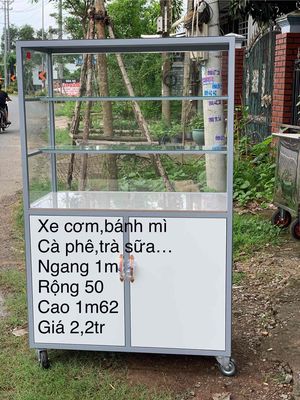 Xe cơm,bánh mì
Cà phê,trà sữa...
Ngang 1m
Rộng 50
Cao 1m62
Giá 2,2tr